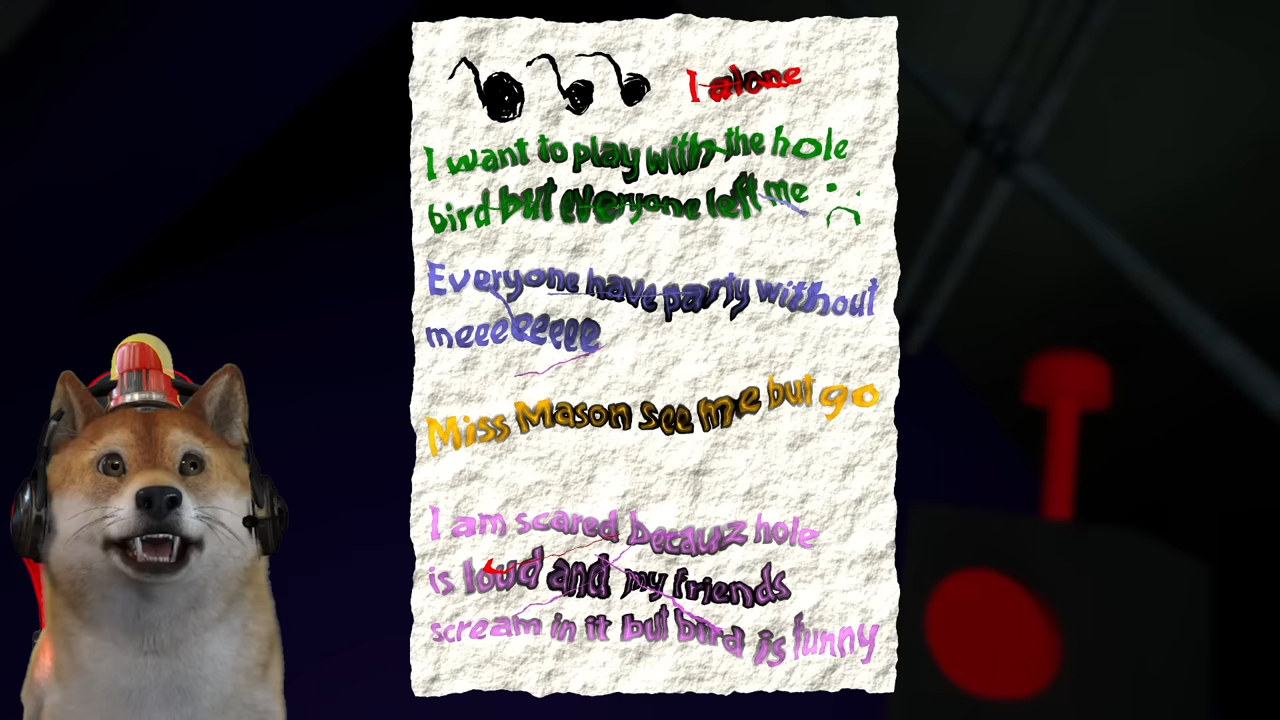 I alone
I want to play with the hole
bird but everyone left me :(
Everyone have party without
meeeeeeee
Miss Mason see me but go
I am scared becauz hole
is loud and my friends
scream in it but bird is funny